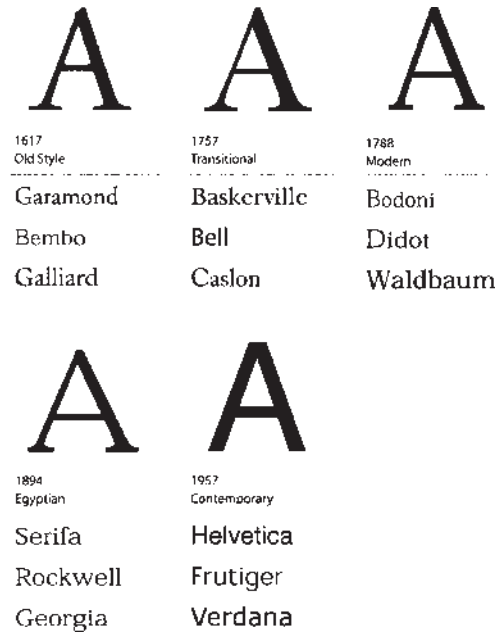 A
1617
Old Style
Garamond
Bembo
Galliard
A
1757
Transitional
Baskerville
Bell
Caslon
A
1788
Modern
Bodoni
Didot
Waldbaum
A
1894
Egyptian
Serifa
Rockwell
Georgia
A
1957
Contemporary
Helvetica
Frutiger
Verdana